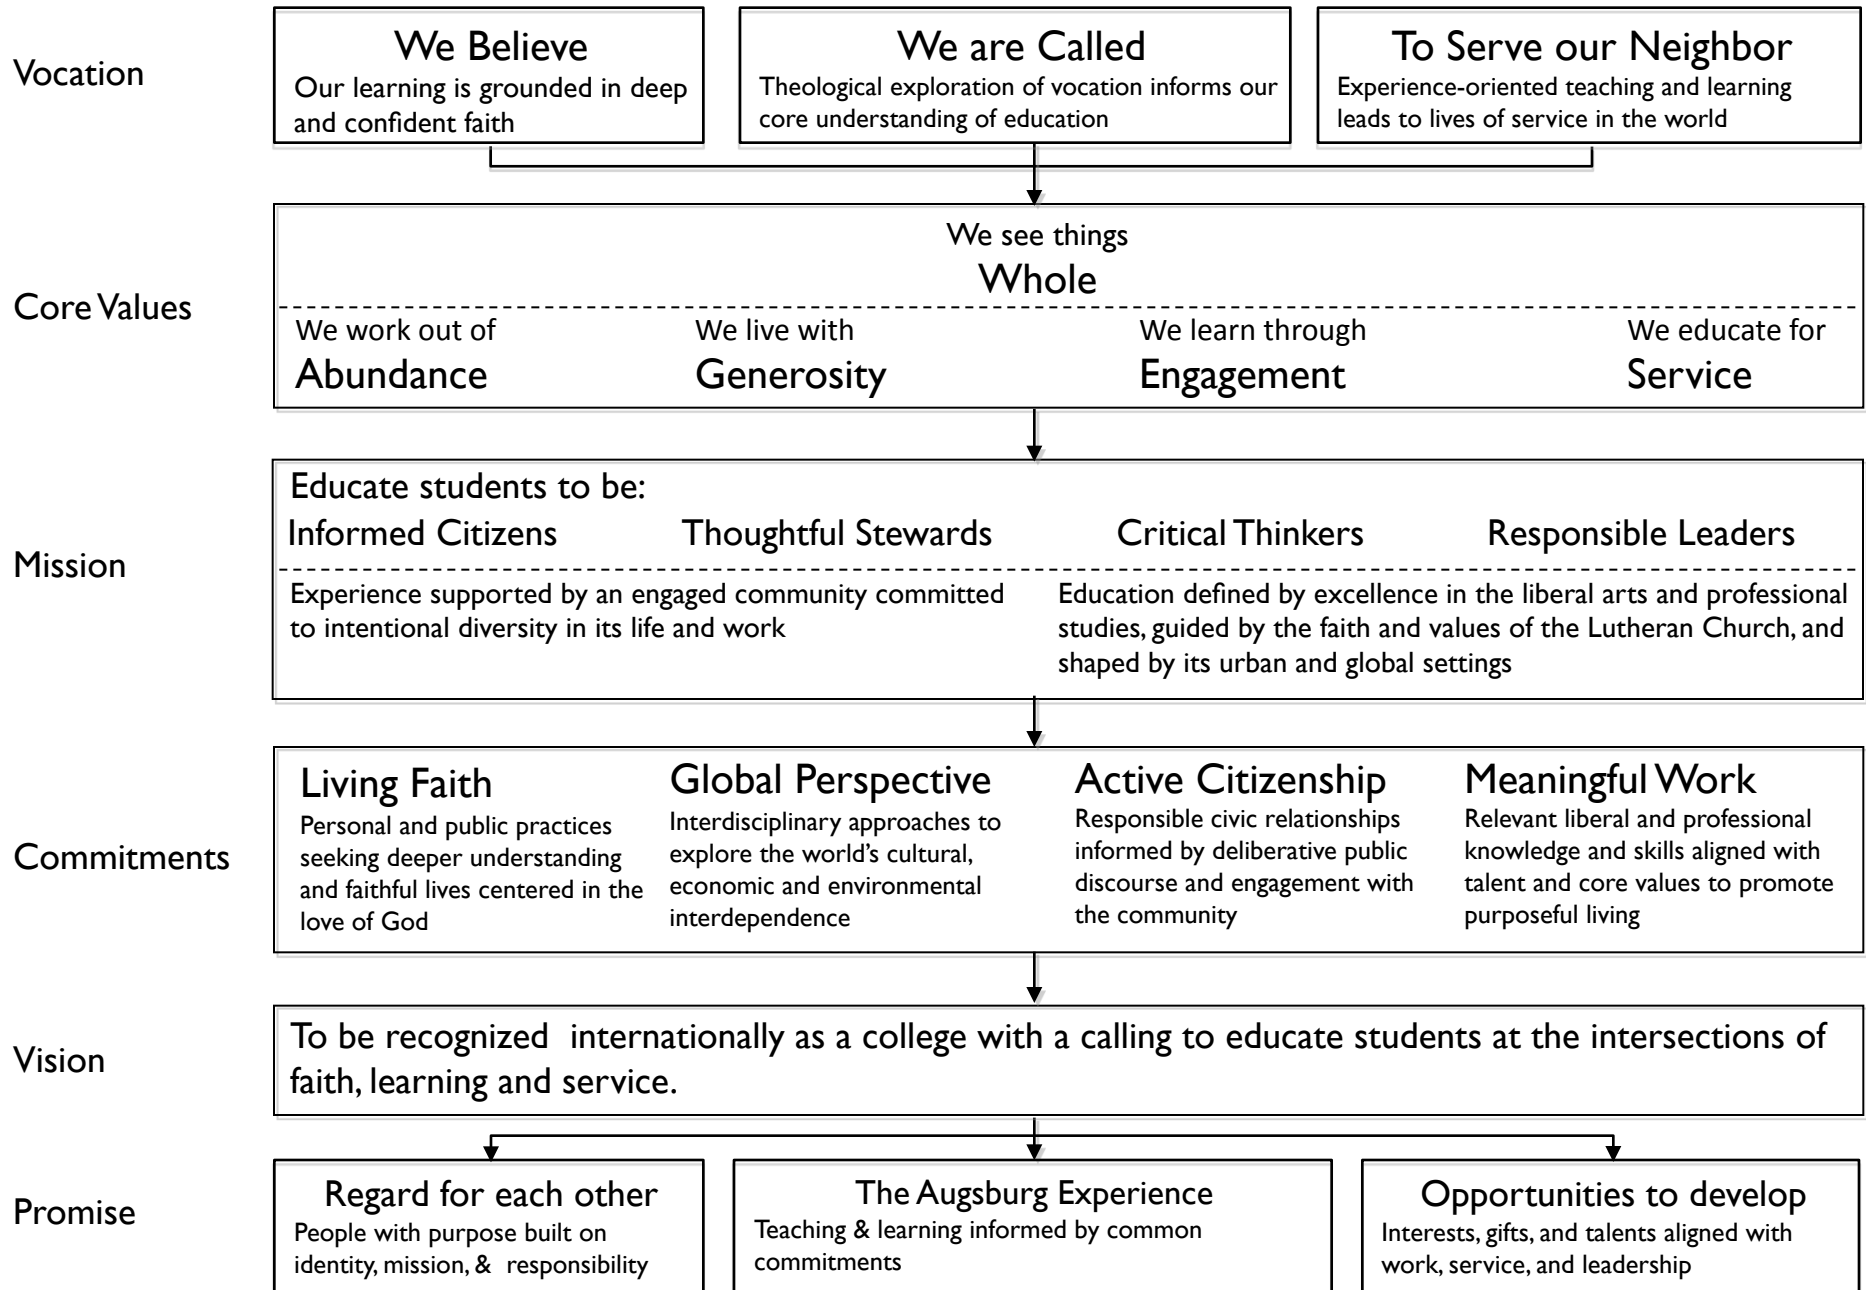 Vocation
We Believe
Our learning is grounded in deep
and confident faith
We are Called
Theological exploration of vocation informs our
core understanding of education
To Serve our Neighbor
Experience-oriented teaching and learning
leads to lives of service in the world
Core Values
We see things
Whole
We work out of
Abundance
We live with
Generosity
We learn through
Engagement
We educate for
Service
Mission
Educate students to be:
Informed Citizens
Thoughtful Stewards
Critical Thinkers
Responsible Leaders
Experience supported by an engaged community committed
to intentional diversity in its life and work
Education defined by excellence in the liberal arts and professional
studies, guided by the faith and values of the Lutheran Church, and
shaped by its urban and global settings
Commitments
Living Faith
Personal and public practices
seeking deeper understanding
and faithful lives centered in the
love of God
Global Perspective
Interdisciplinary approaches to
explore the world's cultural,
economic and environmental
interdependence
Active Citizenship
Responsible civic relationships
informed by deliberative public
discourse and engagement with
the community
Meaningful Work
Relevant liberal and professional
knowledge and skills aligned with
talent and core values to promote
purposeful living
Vision
To be recognized  internationally as a college with a calling to educate students at the intersections of
faith, learning and service.
Promise
Regard for each other
People with purpose built on
identity, mission, &  responsibility
The Augsburg Experience
Teaching & learning informed by common
commitments
Opportunities to develop
Interests, gifts, and talents aligned with
work, service, and leadership